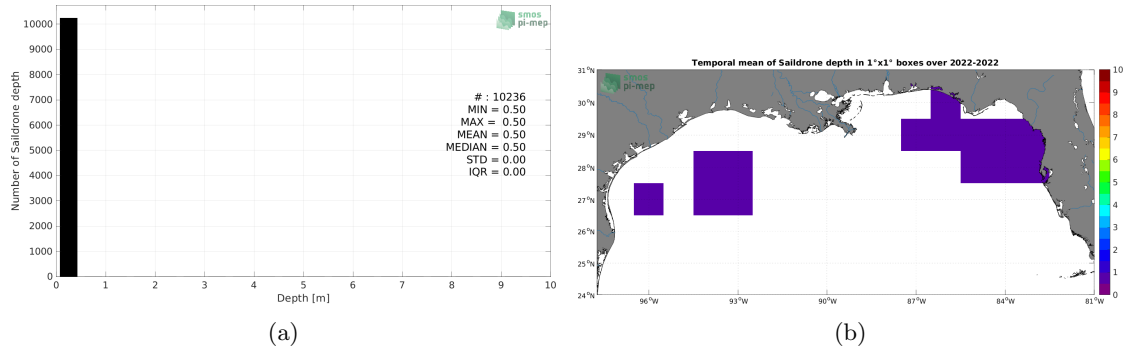 smos
pi-mep
10000
9000
8000
7000
6000
5000
4000
3000
2000
1000
0
Number of Saildrone depth
# : 10236
MIN = 0.50
MAX = 0.50
MEAN = 0.50
MEDIAN = 0.50
STD = 0.00
IQR = 0.00
0 1 2 3 4 5 6 7 8 9 10
Depth [m]
(a)
Temporal mean of Saildrone depth in 1°x1° boxes over 2022-2022
smos
pi-mep
31°N
30°N
29°N
28°N
27°N
26°N
25°N
24°N
96°W 93°W 90°W 87°W 84°W 81°W
10
9
8
7
6
5
4
3
2
1
0
(b)